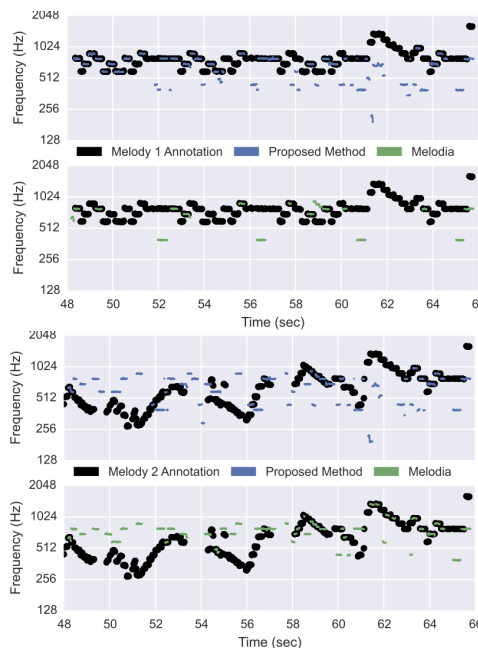 2048
1024
512
256
128
Frequency (Hz)
Melody 1 Annotation Proposed Method Melodia
2048
1024
512
256
128
Frequency (Hz)
48 50 52 54 56 58 60 62 64 66
Time (sec)
2048
1024
512
256
128
Frequency (Hz)
Melody 2 Annotation Proposed Method Melodia
2048
1024
512
256
128
Frequency (Hz)
48 50 52 54 56 58 60 62 64 66
Time (sec)